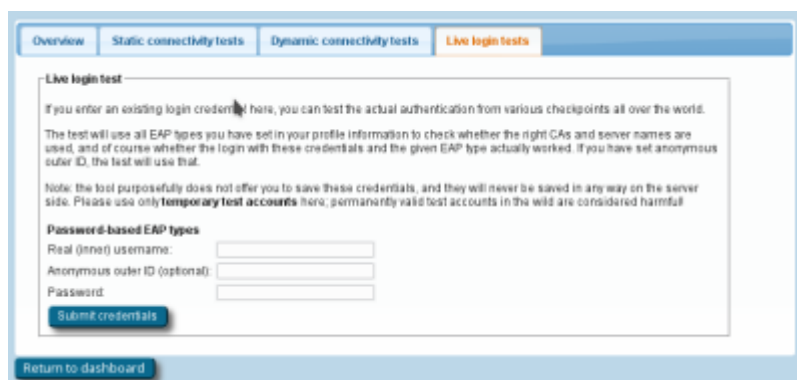 Overview Static connectivity tests Dynamic connectivity tests Live login tests
Live login test
If you enter an existing login credential here, you can test the actual authentication from various checkpoints all over the world.
The test will use all EAP types you have set in your profile information to check whether the right CAs and server names are
used, and of course whether the login with these credentials and the given EAP type actually worked. If you have set anonymous
outer ID, the test will use that.
Note: the tool purposefully does not offer you to save these credentials, and they will never be saved in any way on the server
side. Please use only temporary test accounts here; permanently valid test accounts in the wild are considered harmful!
Password-based EAP types
Real (inner) username:
Anonymous outer ID (optional):
Password:
Submit credentials
Return to dashboard